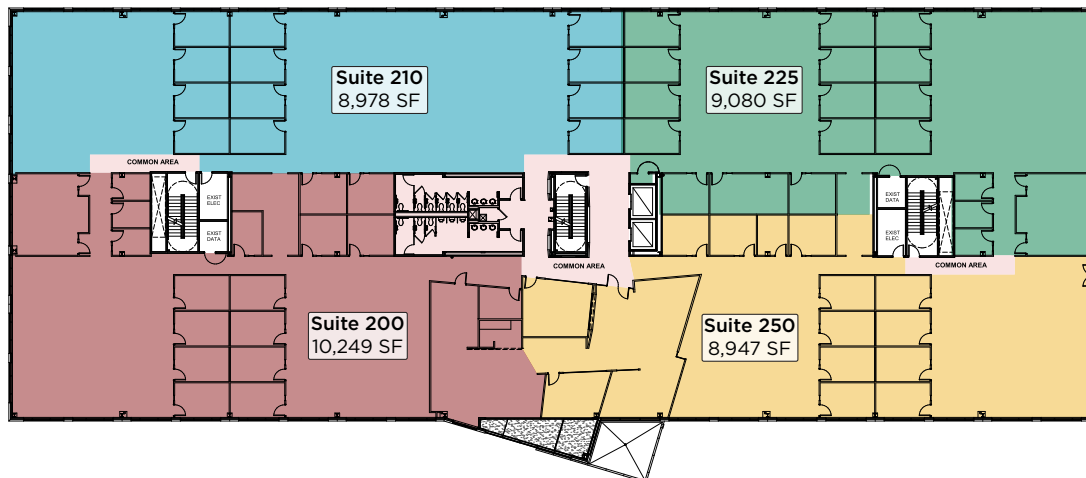 Suite 210
8,978 SF
Suite 225
9,080 SF
COMMON AREA
EXIST
ELEC
EXIST
DATA
EXIST
DATA
EXIST
ELEC
COMMON AREA
COMMON AREA
Suite 200
10,249 SF
Suite 250
8,947 SF